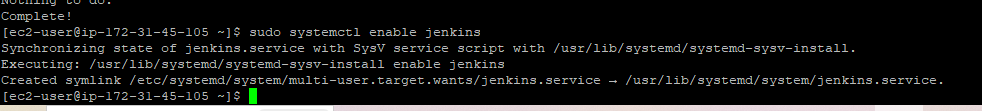 Nothing to do.
Complete!
[ec2-user@ip-172-31-45-105 ~]$ sudo systemctl enable jenkins
Synchronizing state of jenkins.service with SysV service script with /usr/lib/systemd/systemd-sysv-install.
Executing: /usr/lib/systemd/systemd-sysv-install enable jenkins
Created symlink /etc/systemd/system/multi-user.target.wants/jenkins.service → /usr/lib/systemd/system/jenkins.service.
[ec2-user@ip-172-31-45-105 ~]$